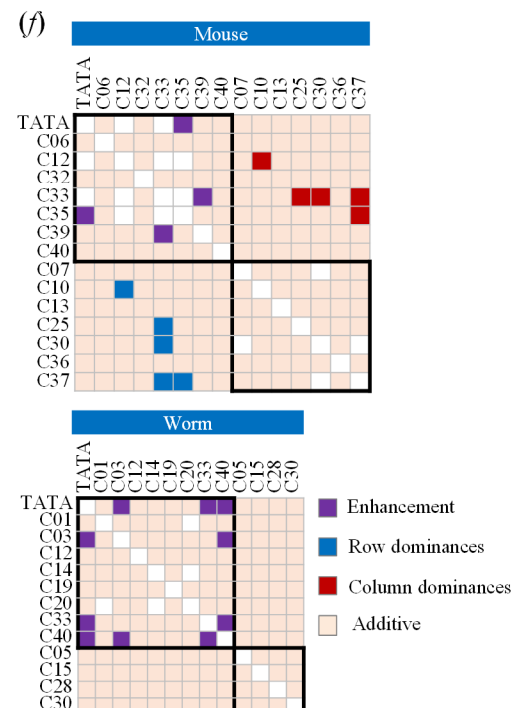 (f)
Mouse
TATA C06 C12 C32 C33 C35 C39 C40 C07 C10 C13 C25 C30 C36 C37
TATA
C06
C12
C32
C33
C35
C39
C40
C07
C10
C13
C25
C30
C36
C37
Worm
TATA C01 C03 C12 C14 C19 C20 C33 C40 C05 C15 C28 C30
TATA
C01
C03
C12
C14
C19
C20
C33
C40
C05
C15
C28
C30
Enhancement
Row dominances
Column dominances
Additive